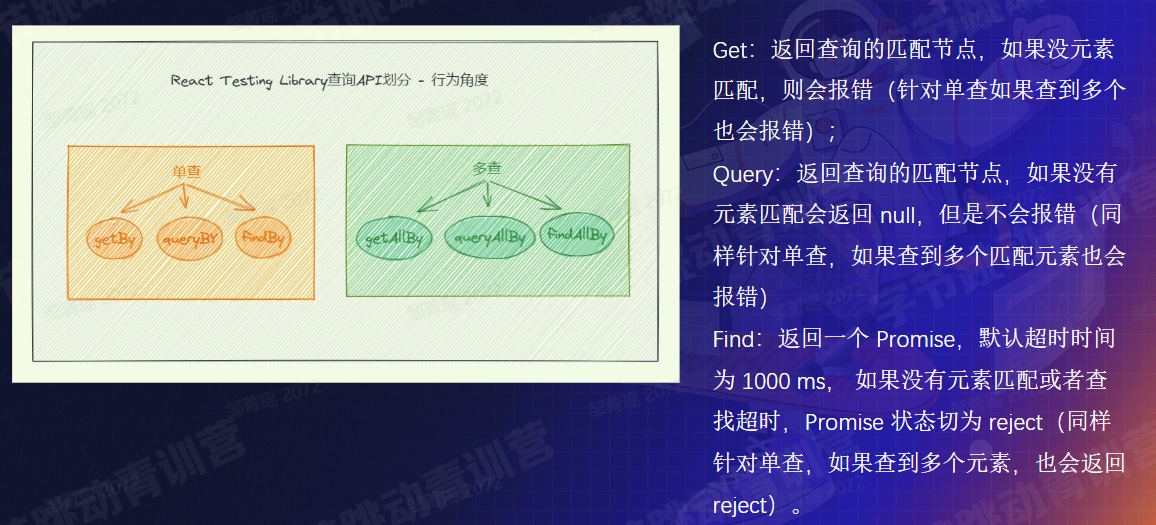 React Testing Library查询API划分 - 行为角度
单查
getBy
queryBY
findBy
多查
getAllBy
queryAllBy
findAllBy
Get：返回查询的匹配节点，如果没元素
匹配，则会报错（针对单查如果查到多个
也会报错）；
Query：返回查询的匹配节点，如果没有
元素匹配会返回 null，但是不会报错（同
样针对单查，如果查到多个匹配元素也会
报错）
Find：返回一个 Promise，默认超时时间
为 1000 ms， 如果没有元素匹配或者查
找超时，Promise 状态切为 reject（同样
针对单查，如果查到多个元素，也会返回
reject）。
邹菁瑶 2072
字节跳动青训营